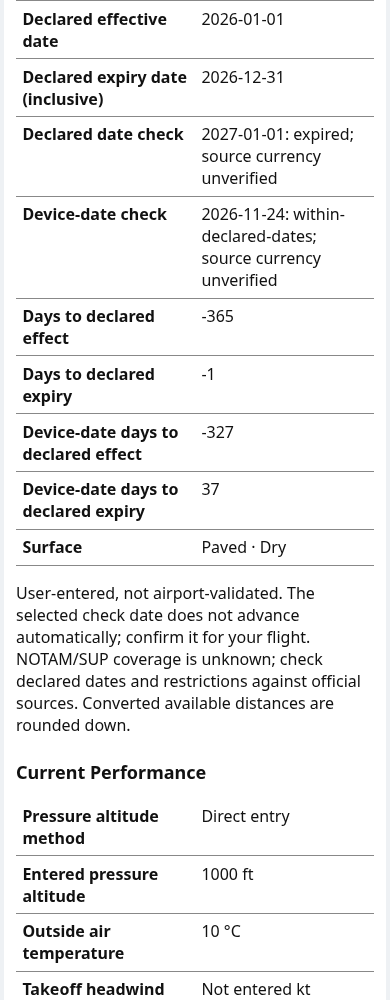 Declared effective 2026-01-01
date
Declared expiry date 2026-12-31
(inclusive)
Declared date check 2027-01-01: expired;
source currency
unverified
Device-date check 2026-11-24: within-
declared-dates;
source currency
unverified
Days to declared -365
effect
Days to declared -1
expiry
Device-date days to -327
declared effect
Device-date days to 37
declared expiry
Surface Paved · Dry
User-entered, not airport-validated. The
selected check date does not advance
automatically; confirm it for your flight.
NOTAM/SUP coverage is unknown; check
declared dates and restrictions against official
sources. Converted available distances are
rounded down.
Current Performance
Pressure altitude Direct entry
method
Entered pressure 1000 ft
altitude
Outside air 10 °C
temperature
Takeoff headwind Not entered kt